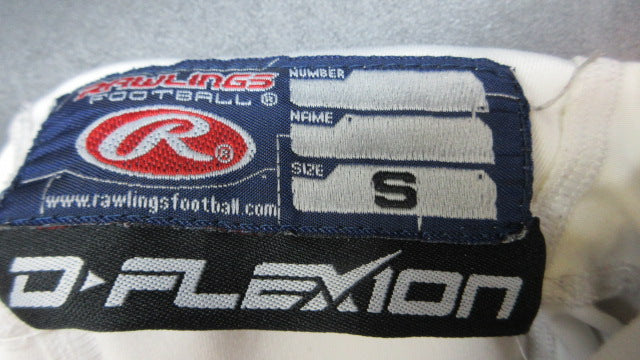 RAWLINGS
FOOTBALL®
R®
www.rawlingsfootball.com
NUMBER
NAME
SIZE S
D-FLEXION